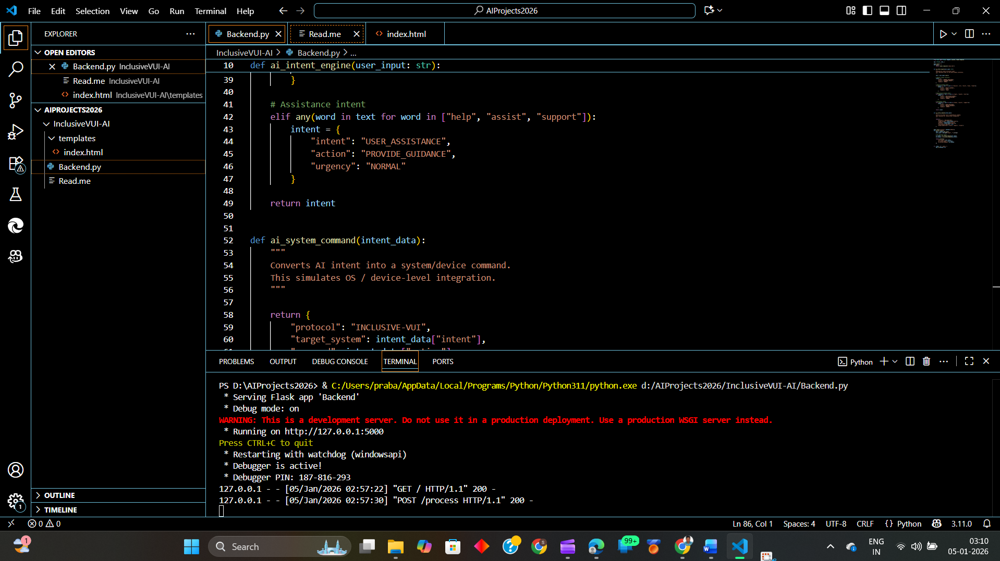 File Edit Selection View Go Run Terminal Help
AIProjects2026
EXPLORER
OPEN EDITORS
Backend.py InclusiveVUI-AI
Read.me InclusiveVUI-AI
index.html InclusiveVUI-AI\templates
AIPROJECTS2026
InclusiveVUI-AI
templates
index.html
Backend.py
Read.me
OUTLINE
TIMELINE
Backend.py Read.me index.html
InclusiveVUI-AI > Backend.py > ...
10 def ai_intent_engine(user_input: str):
39 }
40
41 # Assistance intent
42 elif any(word in text for word in ["help", "assist", "support"]):
43 intent = {
44 "intent": "USER_ASSISTANCE",
45 "action": "PROVIDE_GUIDANCE",
46 "urgency": "NORMAL"
47 }
48
49 return intent
50
51
52 def ai_system_command(intent_data):
53 """
54 Converts AI intent into a system/device command.
55 This simulates OS / device-level integration.
56 """
57
58 return {
59 "protocol": "INCLUSIVE-VUI",
60 "target_system": intent_data["intent"],
PROBLEMS OUTPUT DEBUG CONSOLE TERMINAL PORTS
Python
PS D:\AIProjects2026> & C:/Users/praba/AppData/Local/Programs/Python/Python311/python.exe d:/AIProjects2026/InclusiveVUI-AI/Backend.py
* Serving Flask app 'Backend'
* Debug mode: on
WARNING: This is a development server. Do not use it in a production deployment. Use a production WSGI server instead.
* Running on http://127.0.0.1:5000
Press CTRL+C to quit
* Restarting with watchdog (windowsapi)
* Debugger is active!
* Debugger PIN: 187-816-293
127.0.0.1 - - [05/Jan/2026 02:57:22] "GET / HTTP/1.1" 200 -
127.0.0.1 - - [05/Jan/2026 02:57:30] "POST /process HTTP/1.1" 200 -
1
0 0
Ln 86, Col 1 Spaces: 4 UTF-8 CRLF {} Python 3.11.0
1
Search
S
99+
ENG
IN
03:10
05-01-2026